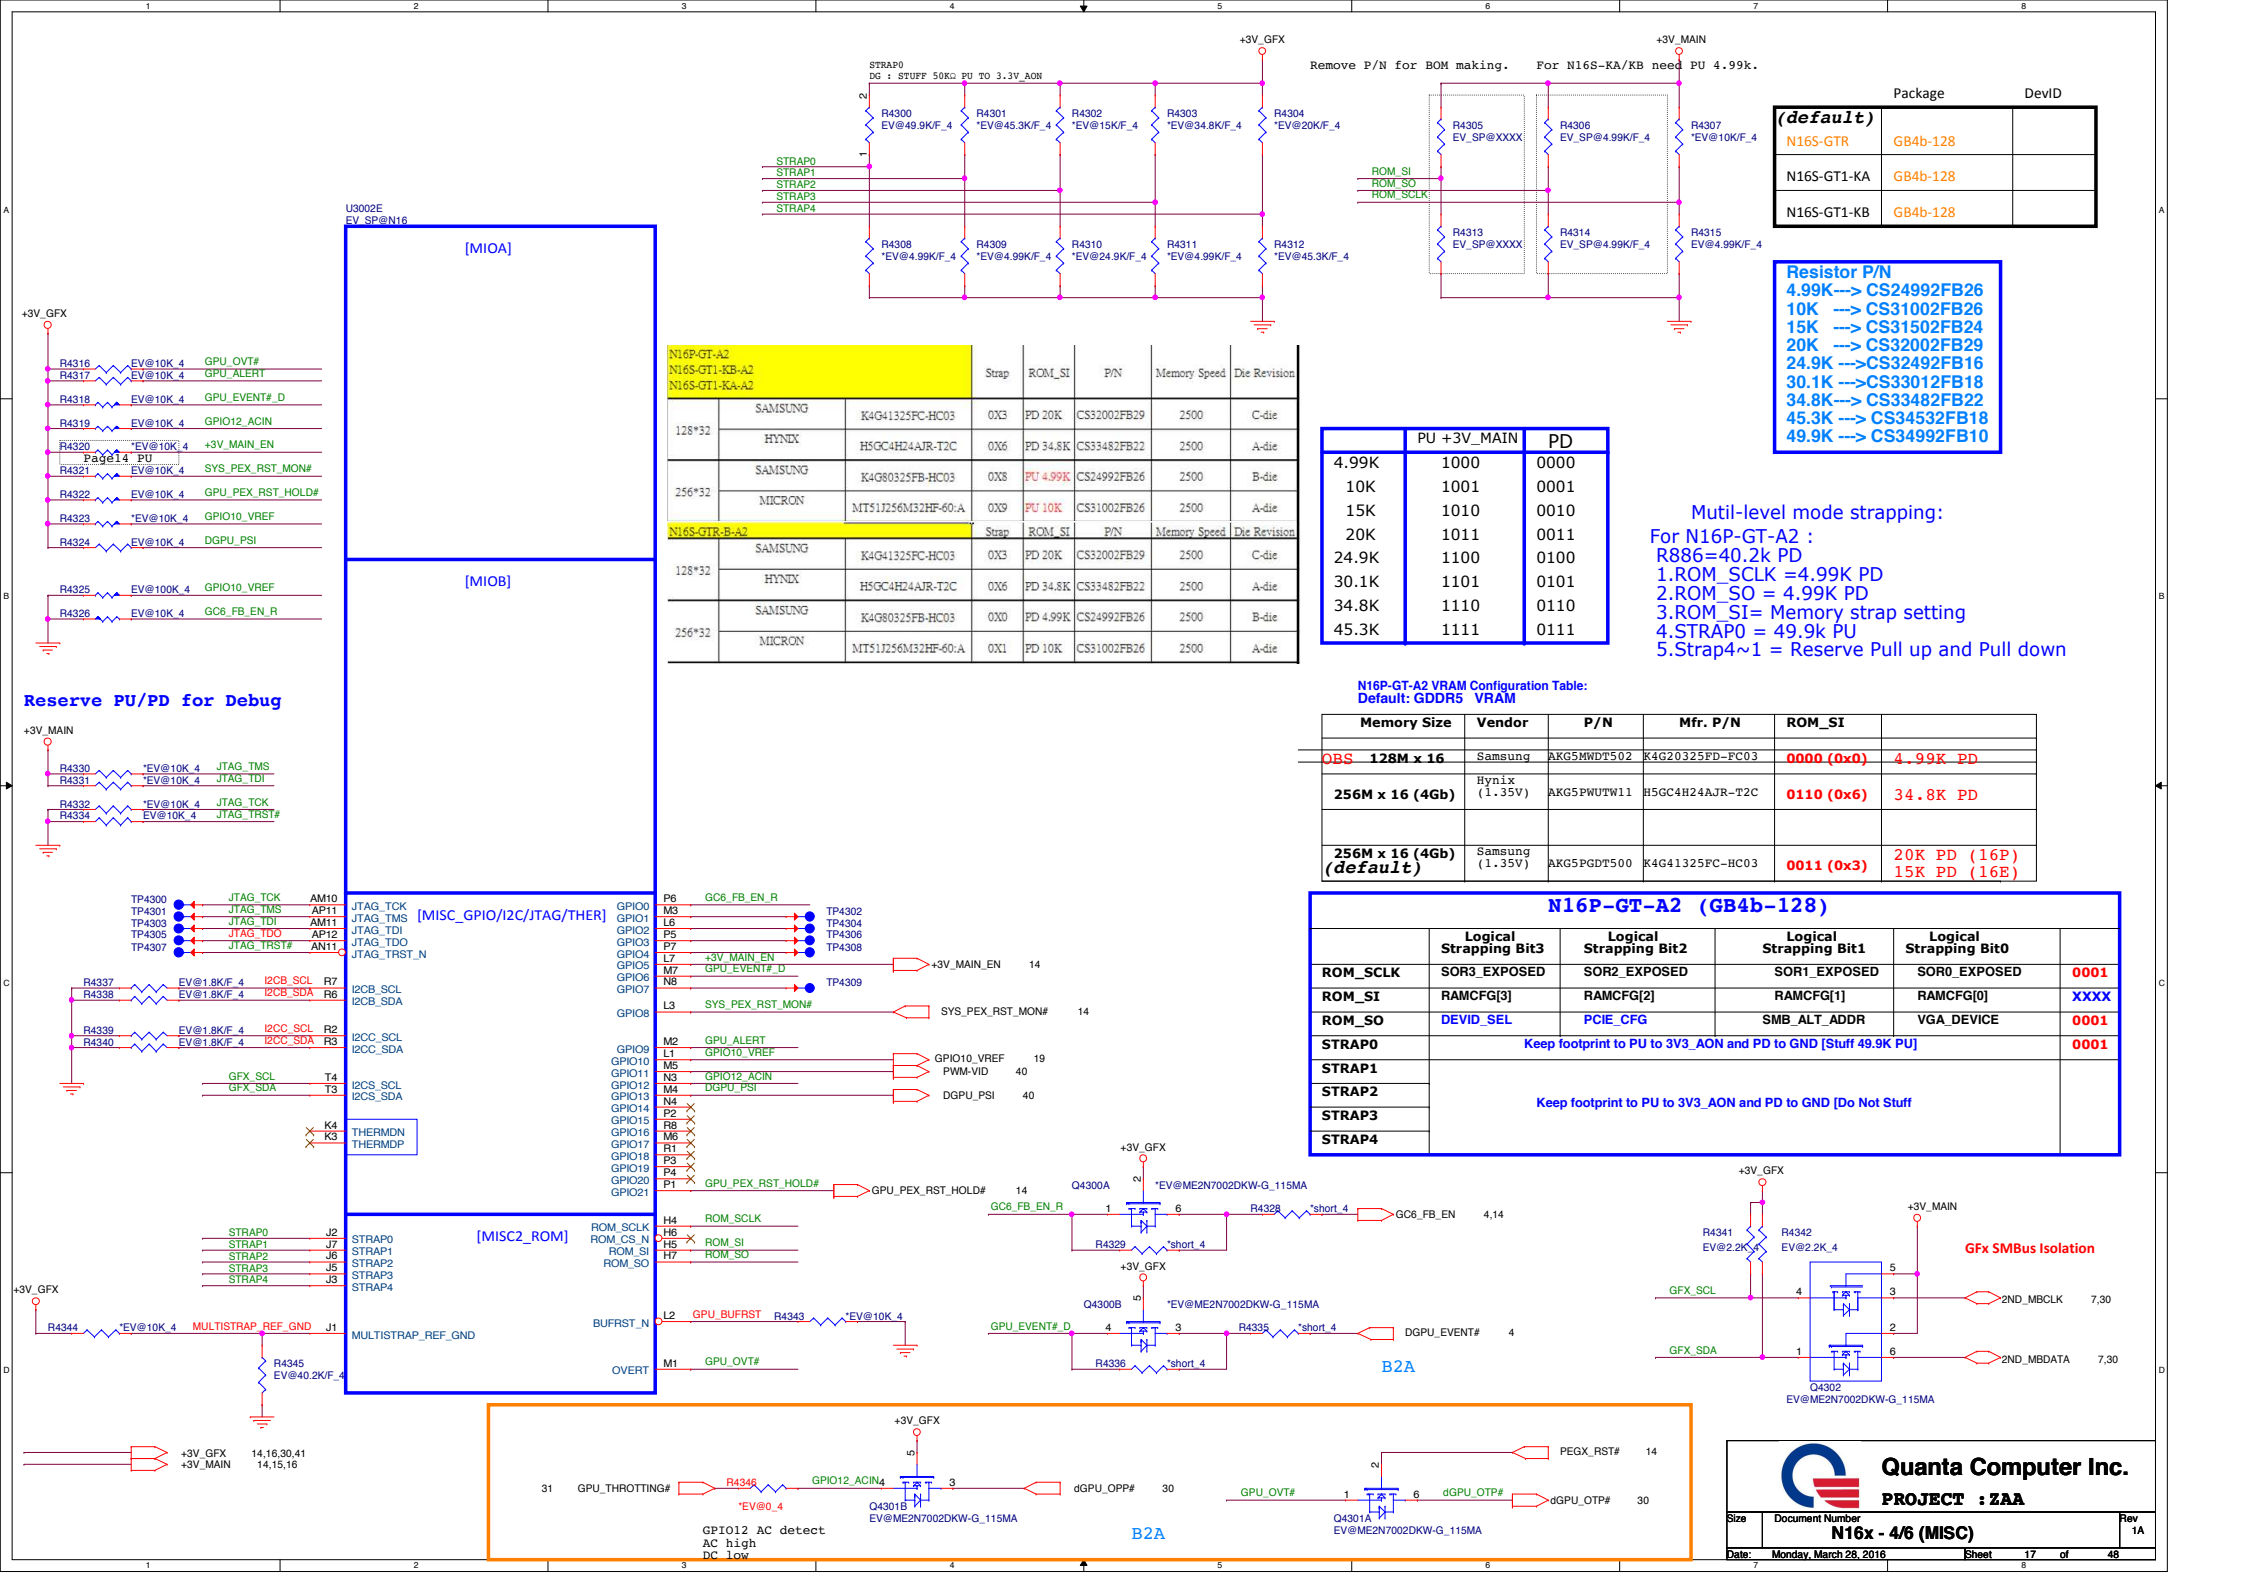 +3V_GFX
+3V_MAIN
STRAP0
DG : STUFF 50KΩ PU TO 3.3V_AON
Remove P/N for BOM making.
For N16S-KA/KB need PU 4.99k.
R4300
EV@49.9K/F_4
R4301
*EV@45.3K/F_4
R4302
*EV@15K/F_4
R4303
*EV@34.8K/F_4
R4304
*EV@20K/F_4
R4305
EV_SP@XXXX
R4306
EV_SP@4.99K/F_4
R4307
*EV@10K/F_4
STRAP0
STRAP1
STRAP2
STRAP3
STRAP4
ROM_SI
ROM_SO
ROM_SCLK
R4308
*EV@4.99K/F_4
R4309
*EV@4.99K/F_4
R4310
*EV@24.9K/F_4
R4311
*EV@4.99K/F_4
R4312
*EV@45.3K/F_4
R4313
EV_SP@XXXX
R4314
EV_SP@4.99K/F_4
R4315
EV@4.99K/F_4
Package DevID
(default)
N16S-GTR GB4b-128
N16S-GT1-KA GB4b-128
N16S-GT1-KB GB4b-128
Resistor P/N
4.99K---> CS24992FB26
10K ---> CS31002FB26
15K ---> CS31502FB24
20K ---> CS32002FB29
24.9K --->CS32492FB16
30.1K --->CS33012FB18
34.8K---> CS33482FB22
45.3K ---> CS34532FB18
49.9K ---> CS34992FB10
U3002E
EV_SP@N16
[MIOA]
[MIOB]
+3V_GFX
R4316 EV@10K_4 GPU_OVT#
R4317 EV@10K_4 GPU_ALERT
R4318 EV@10K_4 GPU_EVENT#_D
R4319 EV@10K_4 GPIO12_ACIN
R4320 *EV@10K_4 +3V_MAIN_EN
Page14 PU
R4321 EV@10K_4 SYS_PEX_RST_MON#
R4322 EV@10K_4 GPU_PEX_RST_HOLD#
R4323 *EV@10K_4 GPIO10_VREF
R4324 EV@10K_4 DGPU_PSI
R4325 EV@100K_4 GPIO10_VREF
R4326 EV@10K_4 GC6_FB_EN_R
N16P-GT-A2
N16S-GT1-KB-A2
N16S-GT1-KA-A2
Strap ROM_SI P/N Memory Speed Die Revision
128*32 SAMSUNG K4G41325FC-HC03 0X3 PD 20K CS32002FB29 2500 C-die
HYNIX H5GC4H24AJR-T2C 0X6 PD 34.8K CS33482FB22 2500 A-die
256*32 SAMSUNG K4G80325FB-HC03 0X8 PU 4.99K CS24992FB26 2500 B-die
MICRON MT51J256M32HF-60:A 0X9 PU 10K CS31002FB26 2500 A-die
N16S-GTR-B-A2 Strap ROM_SI P/N Memory Speed Die Revision
128*32 SAMSUNG K4G41325FC-HC03 0X3 PD 20K CS32002FB29 2500 C-die
HYNIX H5GC4H24AJR-T2C 0X6 PD 34.8K CS33482FB22 2500 A-die
256*32 SAMSUNG K4G80325FB-HC03 0X0 PD 4.99K CS24992FB26 2500 B-die
MICRON MT51J256M32HF-60:A 0X1 PD 10K CS31002FB26 2500 A-die
PU +3V_MAIN PD
4.99K 1000 0000
10K 1001 0001
15K 1010 0010
20K 1011 0011
24.9K 1100 0100
30.1K 1101 0101
34.8K 1110 0110
45.3K 1111 0111
Mutil-level mode strapping:
For N16P-GT-A2 :
R886=40.2k PD
1.ROM_SCLK =4.99K PD
2.ROM_SO = 4.99K PD
3.ROM_SI= Memory strap setting
4.STRAP0 = 49.9k PU
5.Strap4~1 = Reserve Pull up and Pull down
Reserve PU/PD for Debug
+3V_MAIN
R4330 *EV@10K_4 JTAG_TMS
R4331 *EV@10K_4 JTAG_TDI
R4332 *EV@10K_4 JTAG_TCK
R4334 EV@10K_4 JTAG_TRST#
N16P-GT-A2 VRAM Configuration Table:
Default: GDDR5 VRAM
Memory Size Vendor P/N Mfr. P/N ROM_SI
OBS 128M x 16 Samsung AKG5MWDT502 K4G20325FD-FC03 0000 (0x0) 4.99K PD
256M x 16 (4Gb) Hynix (1.35V) AKG5PWUTW11 H5GC4H24AJR-T2C 0110 (0x6) 34.8K PD
256M x 16 (4Gb) (default) Samsung (1.35V) AKG5PGDT500 K4G41325FC-HC03 0011 (0x3) 20K PD (16P)
15K PD (16E)
N16P-GT-A2 (GB4b-128)
Logical Strapping Bit3 Logical Strapping Bit2 Logical Strapping Bit1 Logical Strapping Bit0
ROM_SCLK SOR3_EXPOSED SOR2_EXPOSED SOR1_EXPOSED SOR0_EXPOSED 0001
ROM_SI RAMCFG[3] RAMCFG[2] RAMCFG[1] RAMCFG[0] XXXX
ROM_SO DEVID_SEL PCIE_CFG SMB_ALT_ADDR VGA_DEVICE 0001
STRAP0 Keep footprint to PU to 3V3_AON and PD to GND [Stuff 49.9K PU] 0001
STRAP1
STRAP2
Keep footprint to PU to 3V3_AON and PD to GND [Do Not Stuff
STRAP3
STRAP4
[MISC_GPIO/I2C/JTAG/THER]
TP4300 JTAG_TCK AM10 JTAG_TCK
TP4301 JTAG_TMS AP11 JTAG_TMS
TP4303 JTAG_TDI AM11 JTAG_TDI
TP4305 JTAG_TDO AP12 JTAG_TDO
TP4307 JTAG_TRST# AN11 JTAG_TRST_N
R4337 EV@1.8K/F_4 I2CB_SCL R7 I2CB_SCL
R4338 EV@1.8K/F_4 I2CB_SDA R6 I2CB_SDA
R4339 EV@1.8K/F_4 I2CC_SCL R2 I2CC_SCL
R4340 EV@1.8K/F_4 I2CC_SDA R3 I2CC_SDA
GFX_SCL T4 I2CS_SCL
GFX_SDA T3 I2CS_SDA
K4 THERMDN
K3 THERMDP
GPIO0 P6 GC6_FB_EN_R
GPIO1 M3 TP4302
GPIO2 L6 TP4304
GPIO3 P5 TP4306
GPIO4 P7 TP4308
GPIO5 L7 +3V_MAIN_EN +3V_MAIN_EN 14
GPIO6 M7 GPU_EVENT#_D
GPIO7 N8 TP4309
GPIO8 L3 SYS_PEX_RST_MON# SYS_PEX_RST_MON# 14
GPIO9 M2 GPU_ALERT
GPIO10 L1 GPIO10_VREF GPIO10_VREF 19
GPIO11 M5 PWM-VID 40
GPIO12 N3 GPIO12_ACIN
GPIO13 M4 DGPU_PSI DGPU_PSI 40
GPIO14 N4
GPIO15 P2
GPIO16 R8
GPIO17 M6
GPIO18 R1
GPIO19 P3
GPIO20 P4
GPIO21 P1 GPU_PEX_RST_HOLD# GPU_PEX_RST_HOLD# 14
[MISC2_ROM]
STRAP0 J2 STRAP0
STRAP1 J7 STRAP1
STRAP2 J6 STRAP2
STRAP3 J5 STRAP3
STRAP4 J3 STRAP4
ROM_SCLK H4 ROM_SCLK
ROM_CS_N H6
ROM_SI H5 ROM_SI
ROM_SO H7 ROM_SO
+3V_GFX
R4344 *EV@10K_4 MULTISTRAP_REF_GND J1 MULTISTRAP_REF_GND
R4345
EV@40.2K/F_4
BUFRST_N L2 GPU_BUFRST R4343 *EV@10K_4
OVERT M1 GPU_OVT#
+3V_GFX
Q4300A 2 *EV@ME2N7002DKW-G_115MA
GC6_FB_EN_R 1 6 R4328 *short_4 GC6_FB_EN 4,14
R4329 *short_4
+3V_GFX
Q4300B 5 *EV@ME2N7002DKW-G_115MA
GPU_EVENT#_D 4 3 R4335 *short_4 DGPU_EVENT# 4
R4336 *short_4
B2A
+3V_GFX
+3V_MAIN
R4341
EV@2.2K_4
R4342
EV@2.2K_4
GFx SMBus Isolation
5
GFX_SCL 4 3 2ND_MBCLK 7,30
2
GFX_SDA 1 6 2ND_MBDATA 7,30
Q4302
EV@ME2N7002DKW-G_115MA
+3V_GFX 14,16,30,41
+3V_MAIN 14,15,16
+3V_GFX
5
31 GPU_THROTTING# R4346 GPIO12_ACIN 4 3 dGPU_OPP# 30
*EV@0_4
Q4301B
EV@ME2N7002DKW-G_115MA
GPIO12 AC detect
AC high
DC low
B2A
PEGX_RST# 14
2
GPU_OVT# 1 6 dGPU_OTP# dGPU_OTP# 30
Q4301A
EV@ME2N7002DKW-G_115MA
Quanta Computer Inc.
PROJECT : ZAA
Size Document Number Rev
N16x - 4/6 (MISC) 1A
Date: Monday, March 28, 2016 Sheet 17 of 48
1 2 3 4 5 6 7 8
A
B
C
D